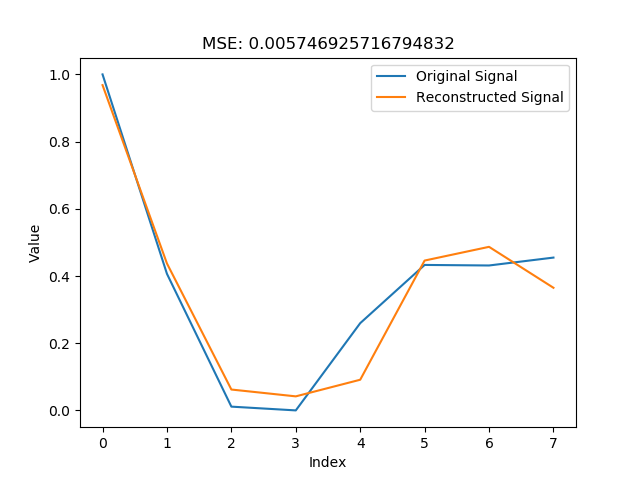 MSE: 0.005746925716794832
Original Signal
Reconstructed Signal
Value
1.0
0.8
0.6
0.4
0.2
0.0
0 1 2 3 4 5 6 7
Index